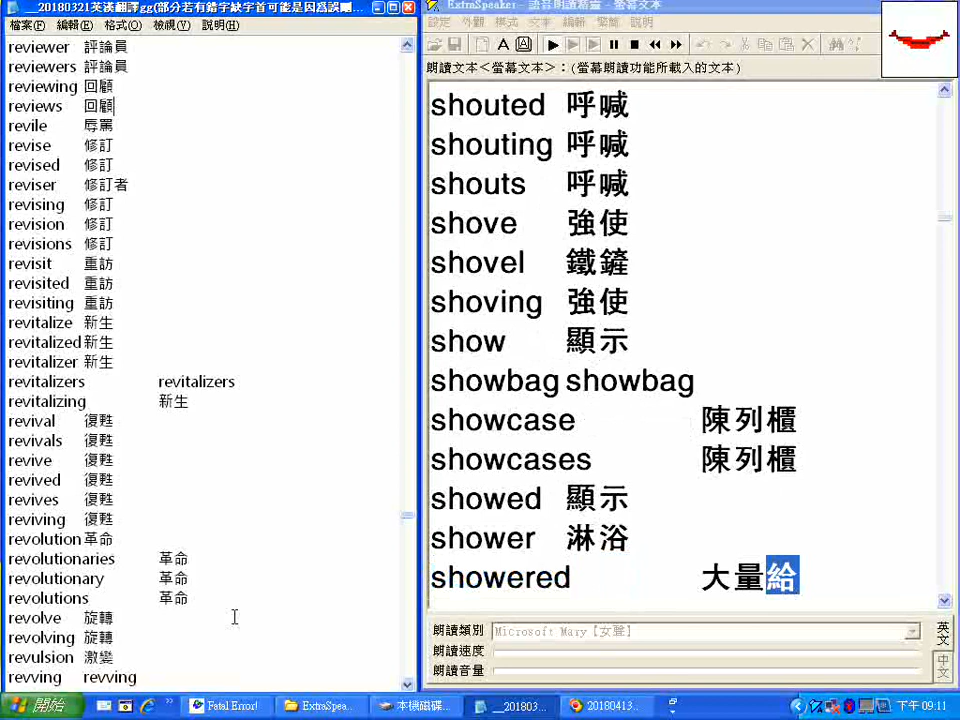 __20180321英漢翻譯gg(部分若有錯字缺字首可能是因為誤刪...
檔案(F) 編輯(E) 格式(O) 檢視(V) 說明(H)
reviewer 評論員
reviewers 評論員
reviewing 回顧
reviews 回顧
revile 辱罵
revise 修訂
revised 修訂
reviser 修訂者
revising 修訂
revision 修訂
revisions 修訂
revisit 重訪
revisited 重訪
revisiting 重訪
revitalize 新生
revitalized 新生
revitalizer 新生
revitalizers revitalizers
revitalizing 新生
revival 復甦
revivals 復甦
revive 復甦
revived 復甦
revives 復甦
reviving 復甦
revolution 革命
revolutionaries 革命
revolutionary 革命
revolutions 革命
revolve 旋轉
revolving 旋轉
revulsion 激變
revving revving
ExtraSpeaker - 語音朗讀精靈 - 螢幕文本
設定 外觀 模式 文本 編輯 繁簡 說明
朗讀文本<螢幕文本>：(螢幕朗讀功能所載入的文本)
shouted 呼喊
shouting 呼喊
shouts 呼喊
shove 強使
shovel 鐵鏟
shoving 強使
show 顯示
showbag showbag
showcase 陳列櫃
showcases 陳列櫃
showed 顯示
shower 淋浴
showered 大量給
朗讀類別 Microsoft Mary【女聲】
朗讀速度
朗讀音量
英文
中文
開始 Fatal Error! ExtraSpea... 本機磁碟... __201803... 20180413... 下午 09:11